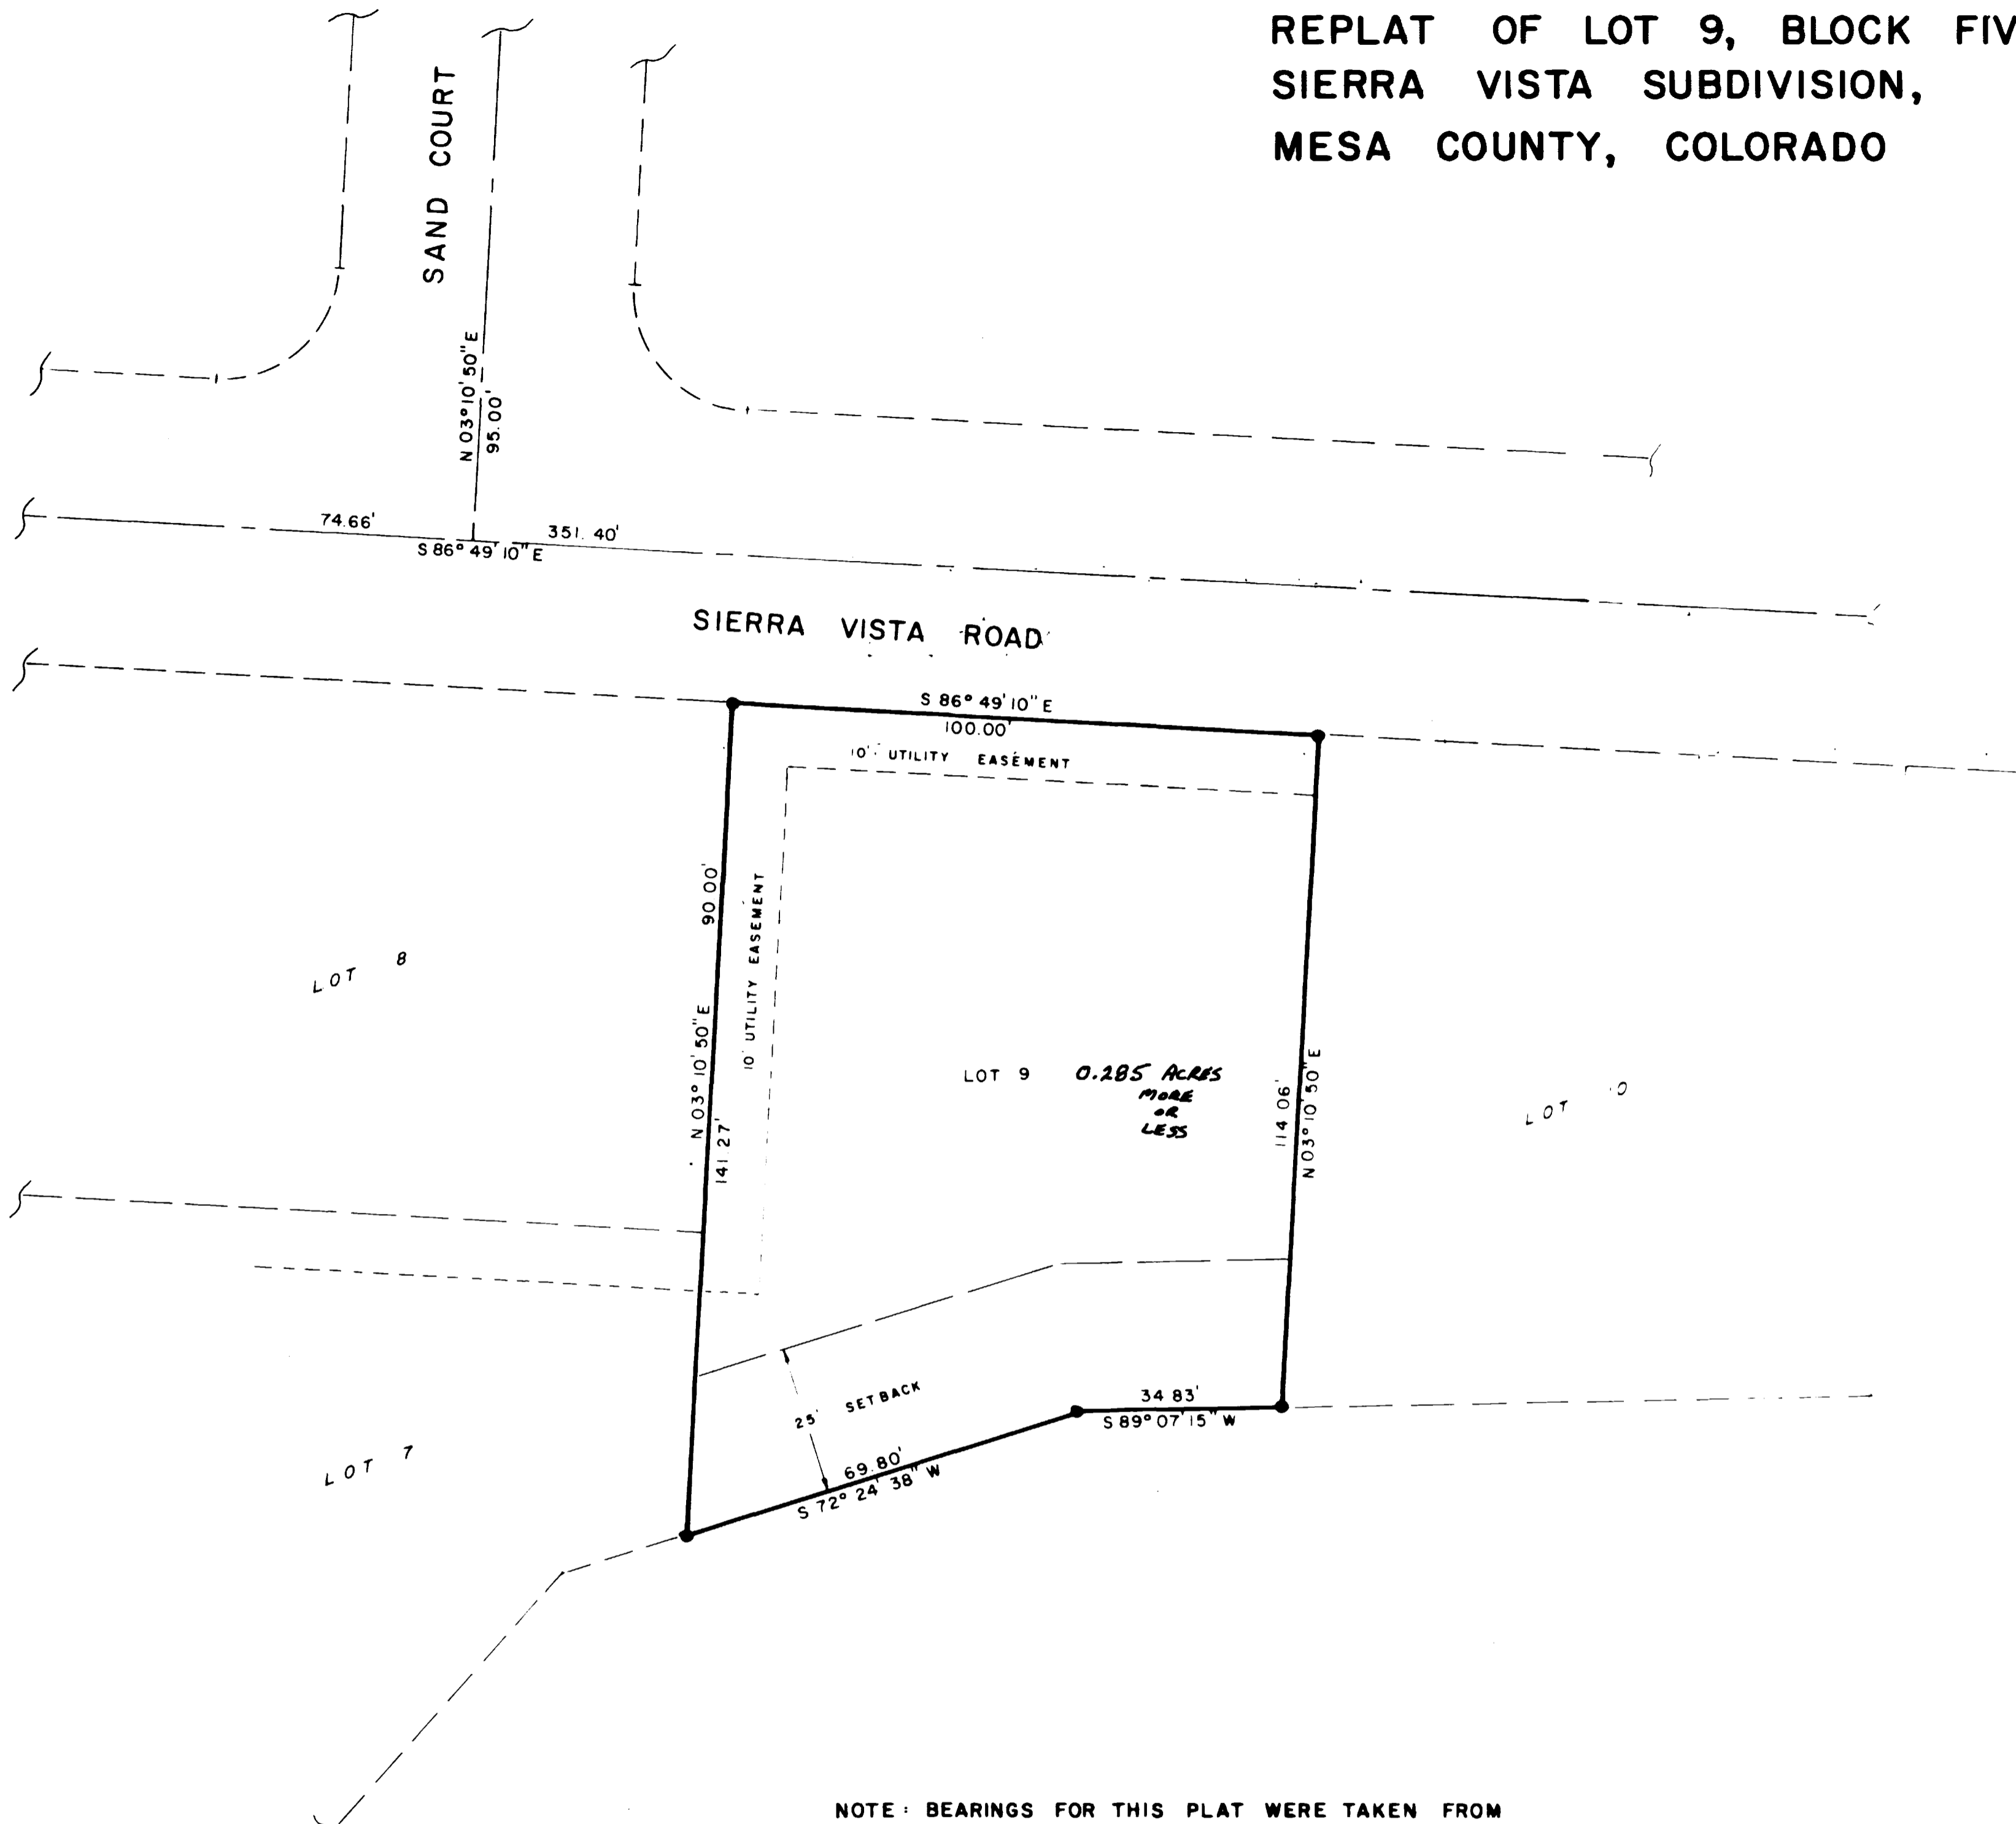 REPLAT OF LOT 9, BLOCK FIV
SIERRA VISTA SUBDIVISION,
MESA COUNTY, COLORADO
SAND COURT
N 03° 10' 50" E
95.00'
74.66'
351.40'
S 86° 49' 10" E
SIERRA VISTA ROAD
S 86° 49' 10" E
100.00'
10' UTILITY EASEMENT
90 00'
10' UTILITY EASEMENT
N 03° 10' 50" E
141 27'
LOT 8
LOT 9 0.285 ACRES
MORE
OR
LESS
114 06'
N 03° 10' 50" E
LOT
25' SETBACK
34 83'
S 89° 07' 15" W
69.80'
S 72° 24' 38" W
LOT 7
NOTE: BEARINGS FOR THIS PLAT WERE TAKEN FROM